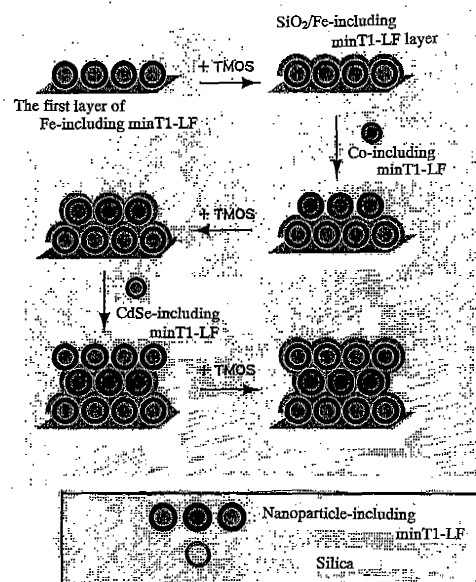 SiO2/Fe-including
minT1-LF layer
+ TMOS
The first layer of
Fe-including minT1-LF
Co-including
minT1-LF
+ TMOS
CdSe-including
minT1-LF
+ TMOS
Nanoparticle-including
minT1-LF
Silica